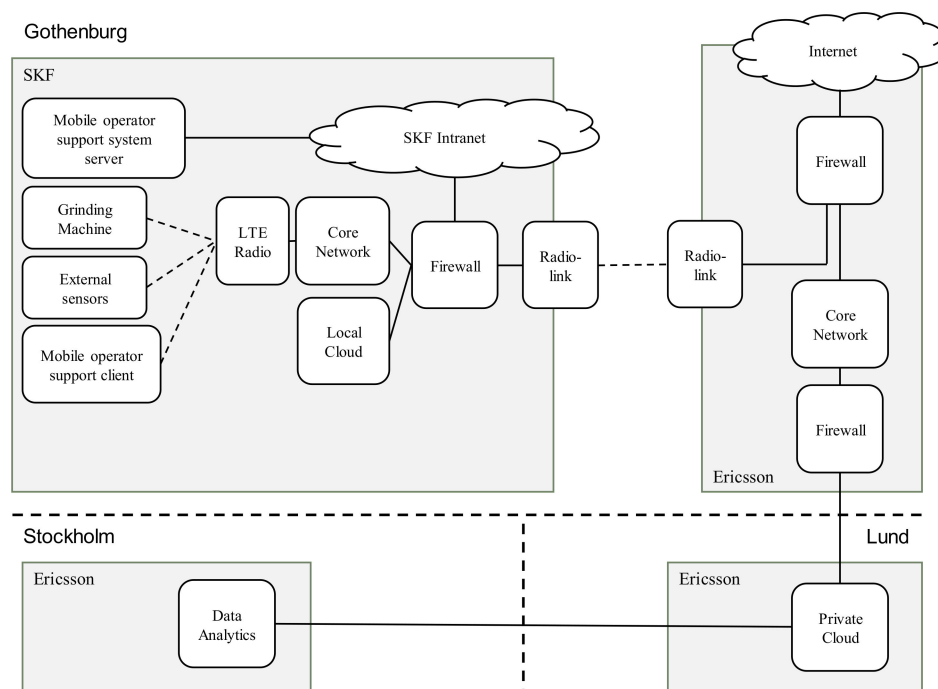 Gothenburg
SKF
Mobile operator
support system
server
SKF Intranet
Grinding
Machine
External
sensors
Mobile operator
support client
LTE
Radio
Core
Network
Local
Cloud
Firewall
Radio-
link
Radio-
link
Internet
Firewall
Core
Network
Firewall
Ericsson
Stockholm
Ericsson
Data
Analytics
Lund
Ericsson
Private
Cloud